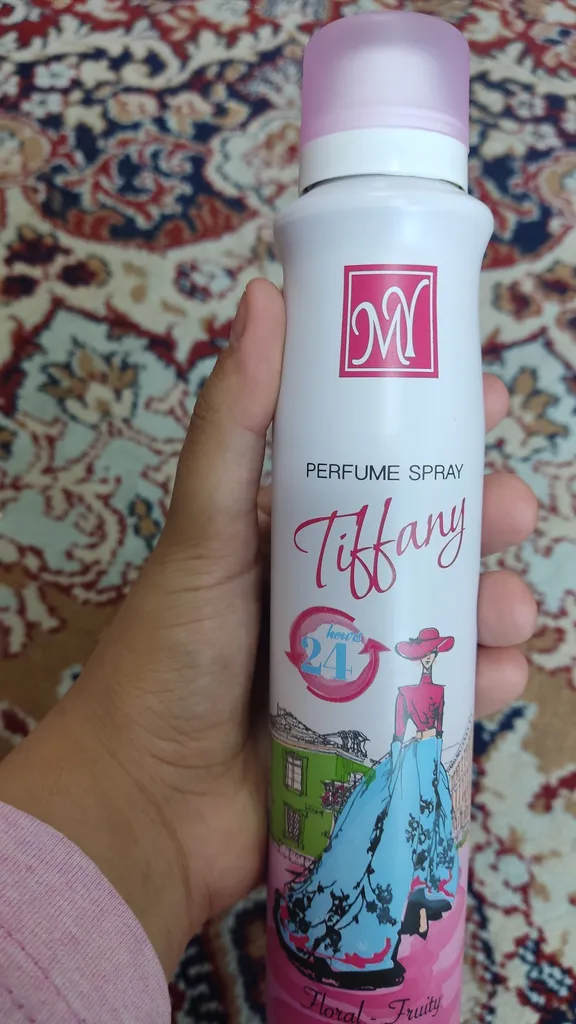 MY
PERFUME SPRAY
Tiffany
hours
24
Floral - Fruity